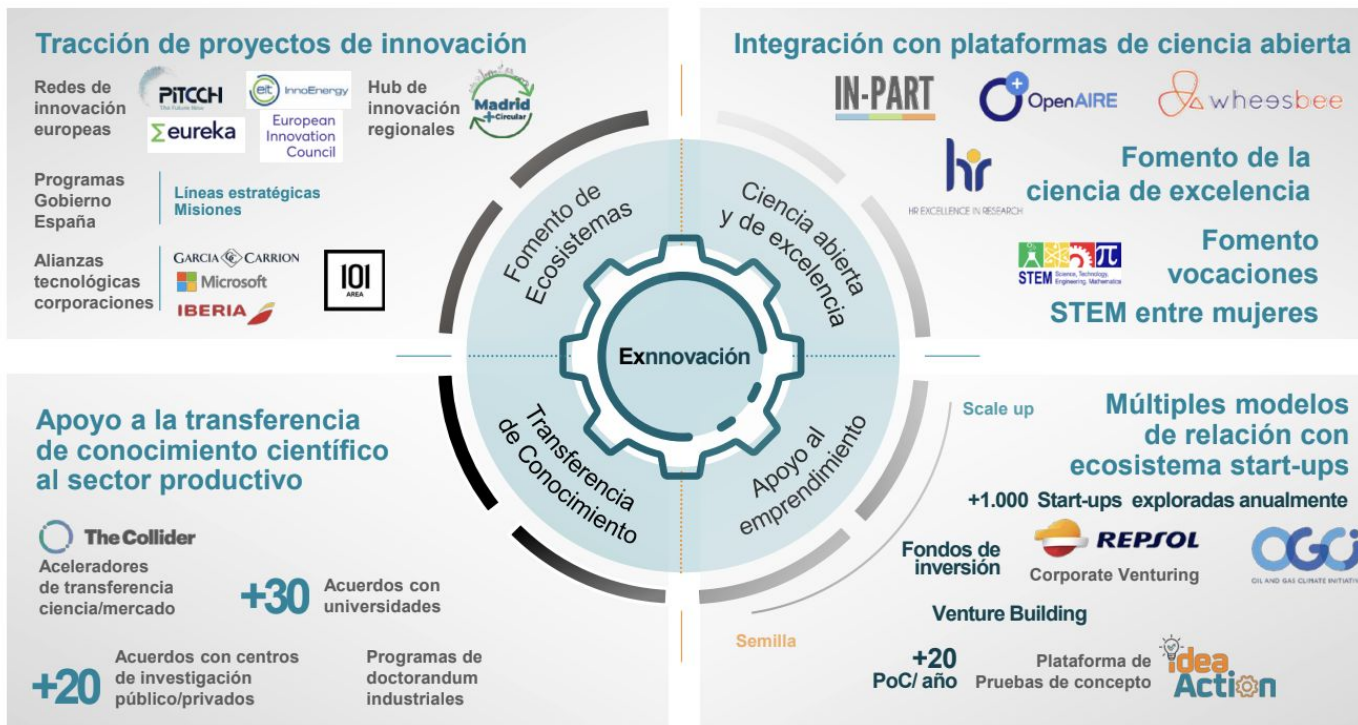 Tracción de proyectos de innovación
Redes de
innovación
europeas
PiTCCH
The Future Now
eit InnoEnergy
Σeureka
European
Innovation
Council
Hub de
innovación
regionales
Madrid
+Circular
Programas
Gobierno
España
Líneas estratégicas
Misiones
Alianzas
tecnológicas
corporaciones
GARCIA CARRION
Microsoft
IBERIA
101
AREA
Integración con plataformas de ciencia abierta
IN-PART
OpenAIRE
wheesbee
hr
HR EXCELLENCE IN RESEARCH
Fomento de la
ciencia de excelencia
STEM Science, Technology,
Engineering, Mathematics
π
Fomento
vocaciones
STEM entre mujeres
Fomento de
Ecosistemas
Ciencia abierta
y de excelencia
Exnnovación
Transferencia
de Conocimiento
Apoyo al
emprendimiento
Apoyo a la transferencia
de conocimiento científico
al sector productivo
The Collider
Aceleradores
de transferencia
ciencia/mercado
+30
Acuerdos con
universidades
+20
Acuerdos con centros
de investigación
público/privados
Programas de
doctorandum
industriales
Scale up
Semilla
Múltiples modelos
de relación con
ecosistema start-ups
+1.000 Start-ups exploradas anualmente
Fondos de
inversión
REPSOL
Corporate Venturing
OGCi
OIL AND GAS CLIMATE INITIATIVE
Venture Building
+20
PoC/ año
Plataforma de
Pruebas de concepto
idea
Action